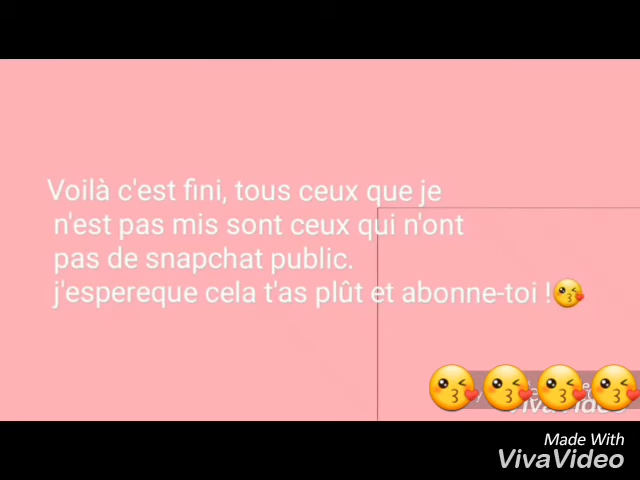 Voilà c'est fini, tous ceux que je
n'est pas mis sont ceux qui n'ont
pas de snapchat public.
j'espereque cela t'as plût et abonne-toi !😘
😘😘😘😘
VivaVideo
Made With
VivaVideo